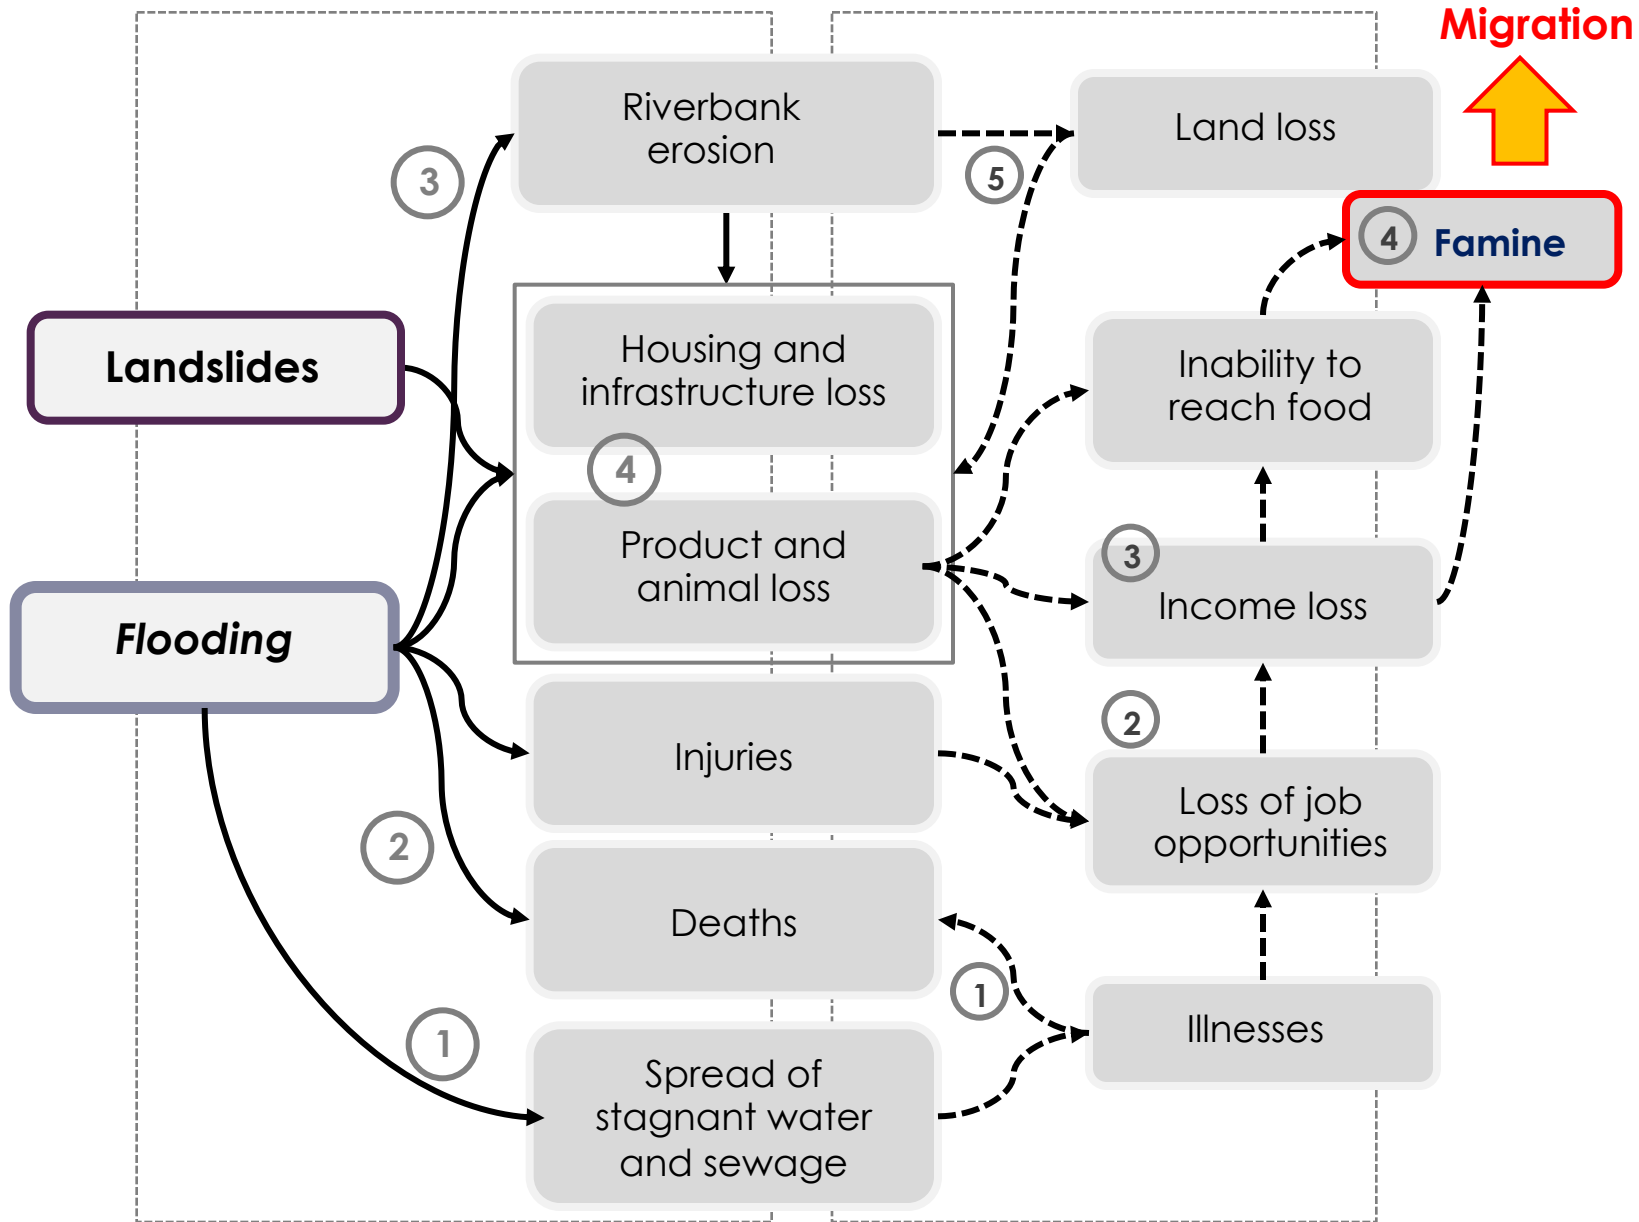 Migration
Riverbank
erosion
Land loss
3
5
4
Famine
Landslides
Housing and
infrastructure loss
Inability to
reach food
4
Product and
animal loss
3
Income loss
Flooding
Injuries
2
Loss of job
opportunities
2
Deaths
1
Illnesses
1
Spread of
stagnant water
and sewage